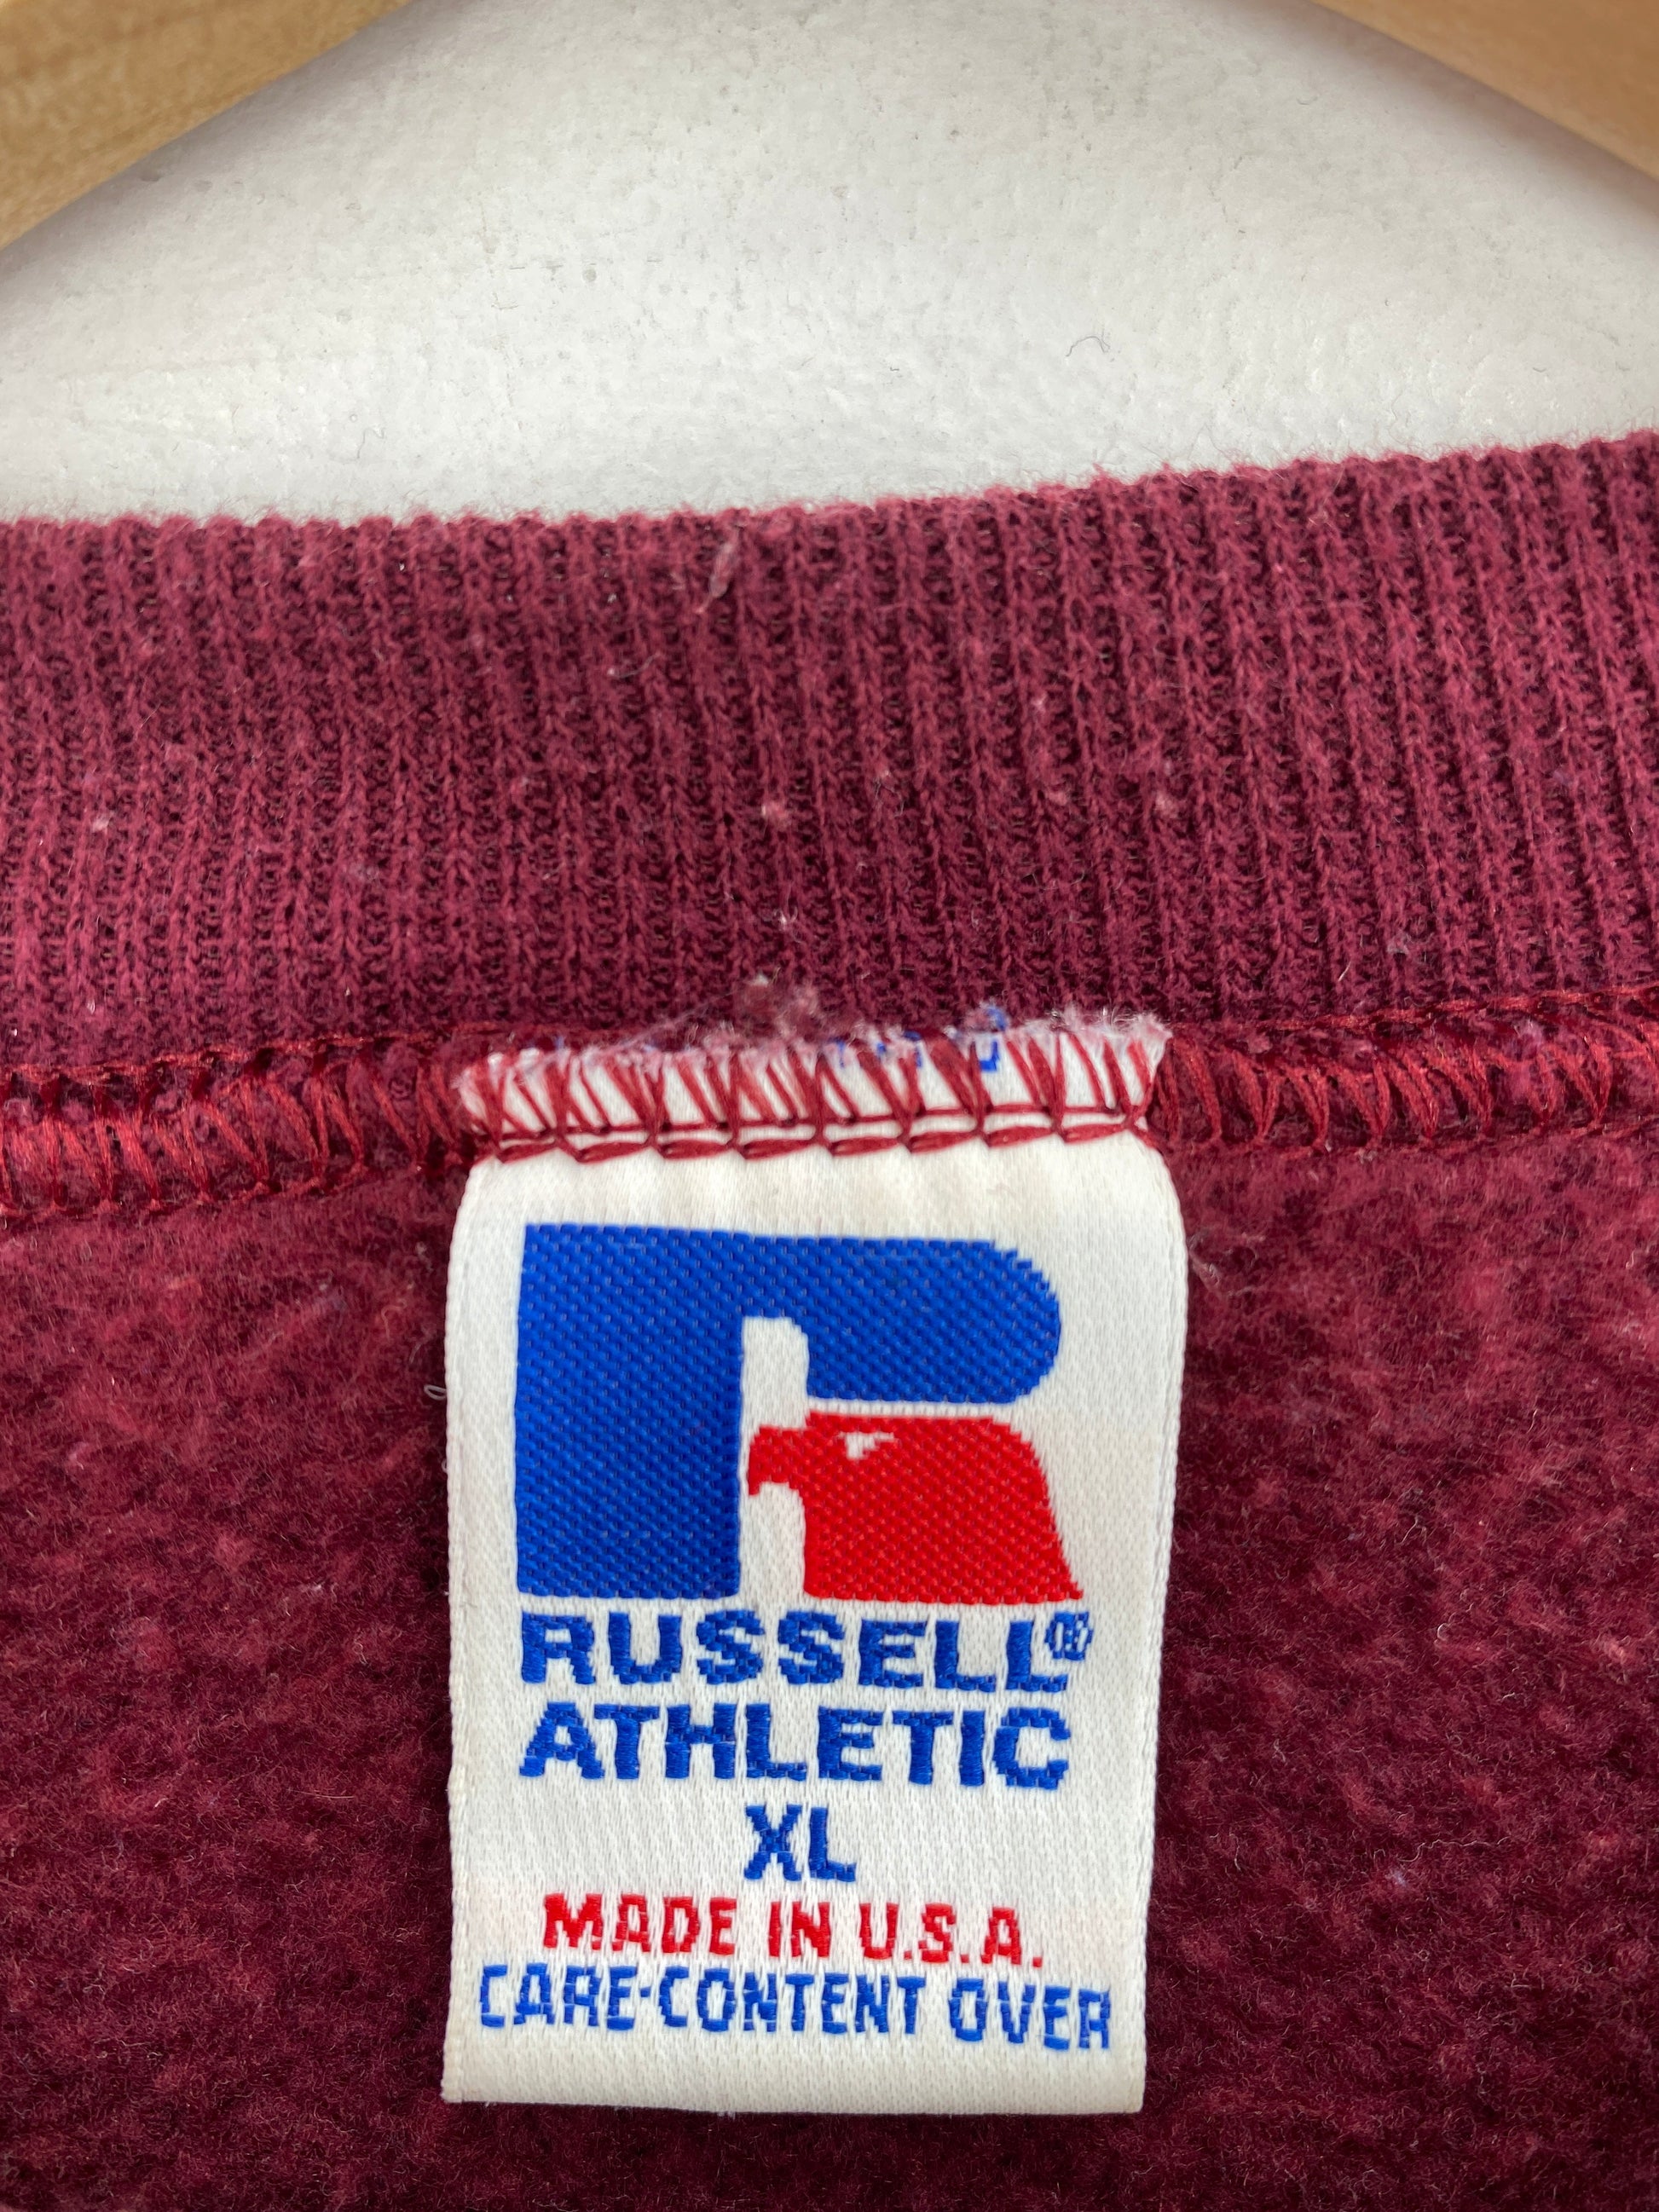 RUSSELL®
ATHLETIC
XL
MADE IN U.S.A.
CARE-CONTENT OVER